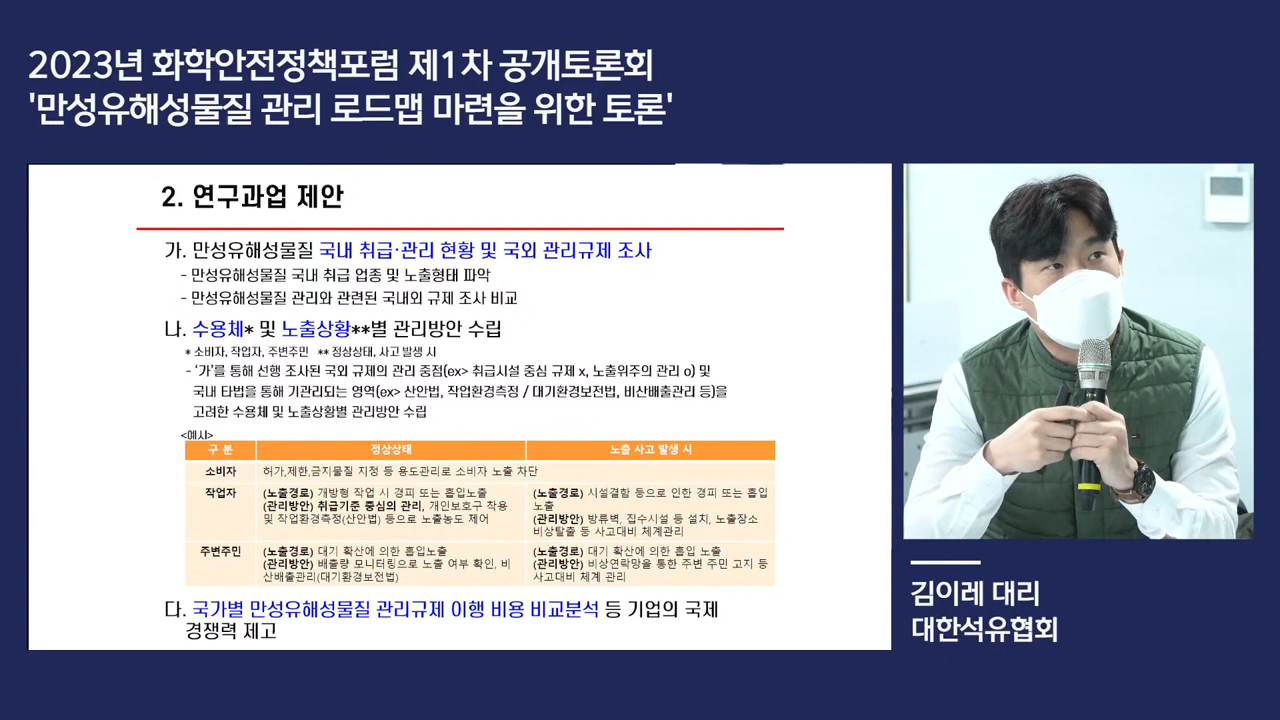 2023년 화학안전정책포럼 제1차 공개토론회
'만성유해성물질 관리 로드맵 마련을 위한 토론'
2. 연구과업 제안
가. 만성유해성물질 국내 취급·관리 현황 및 국외 관리규제 조사
- 만성유해성물질 국내 취급 업종 및 노출형태 파악
- 만성유해성물질 관리와 관련된 국내외 규제 조사 비교
나. 수용체* 및 노출상황**별 관리방안 수립
* 소비자, 작업자, 주변주민 ** 정상상태, 사고 발생 시
- '가'를 통해 선행 조사된 국외 규제의 관리 중점(ex> 취급시설 중심 규제 x, 노출위주의 관리 o) 및
국내 타법을 통해 기관리되는 영역(ex> 산안법, 작업환경측정 / 대기환경보전법, 비산배출관리 등)을
고려한 수용체 및 노출상황별 관리방안 수립
<예시>
구 분 정상상태 노출 사고 발생 시
소비자 허가,제한,금지물질 지정 등 용도관리로 소비자 노출 차단
작업자 (노출경로) 개방형 작업 시 경피 또는 흡입노출
(관리방안) 취급기준 중심의 관리, 개인보호구 착용
및 작업환경측정(산안법) 등으로 노출농도 제어
(노출경로) 시설결함 등으로 인한 경피 또는 흡입
노출
(관리방안) 방류벽, 집수시설 등 설치, 노출장소
비상탈출 등 사고대비 체계관리
주변주민 (노출경로) 대기 확산에 의한 흡입노출
(관리방안) 배출량 모니터링으로 노출 여부 확인, 비
산배출관리(대기환경보전법)
(노출경로) 대기 확산에 의한 흡입 노출
(관리방안) 비상연락망을 통한 주변 주민 고지 등
사고대비 체계 관리
다. 국가별 만성유해성물질 관리규제 이행 비용 비교분석 등 기업의 국제
경쟁력 제고
김이레 대리
대한석유협회